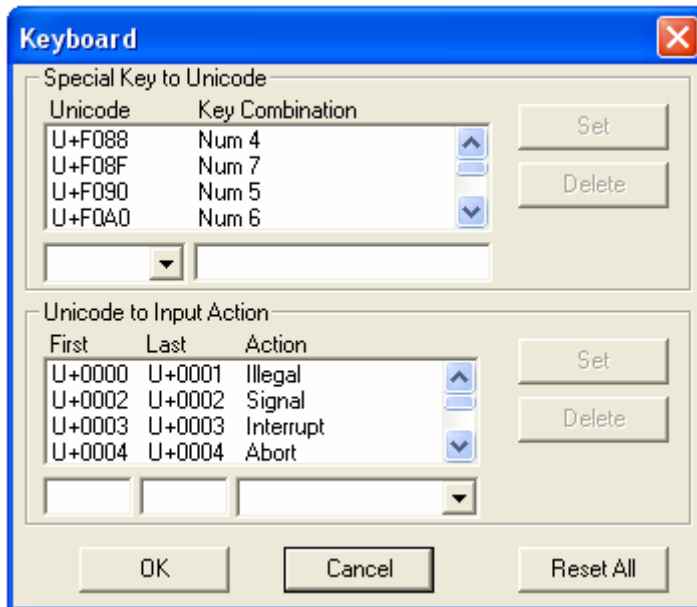 Keyboard
Special Key to Unicode
Unicode Key Combination
U+F088 Num 4
U+F08F Num 7
U+F090 Num 5
U+F0A0 Num 6
Set
Delete
Unicode to Input Action
First Last Action
U+0000 U+0001 Illegal
U+0002 U+0002 Signal
U+0003 U+0003 Interrupt
U+0004 U+0004 Abort
Set
Delete
OK Cancel Reset All